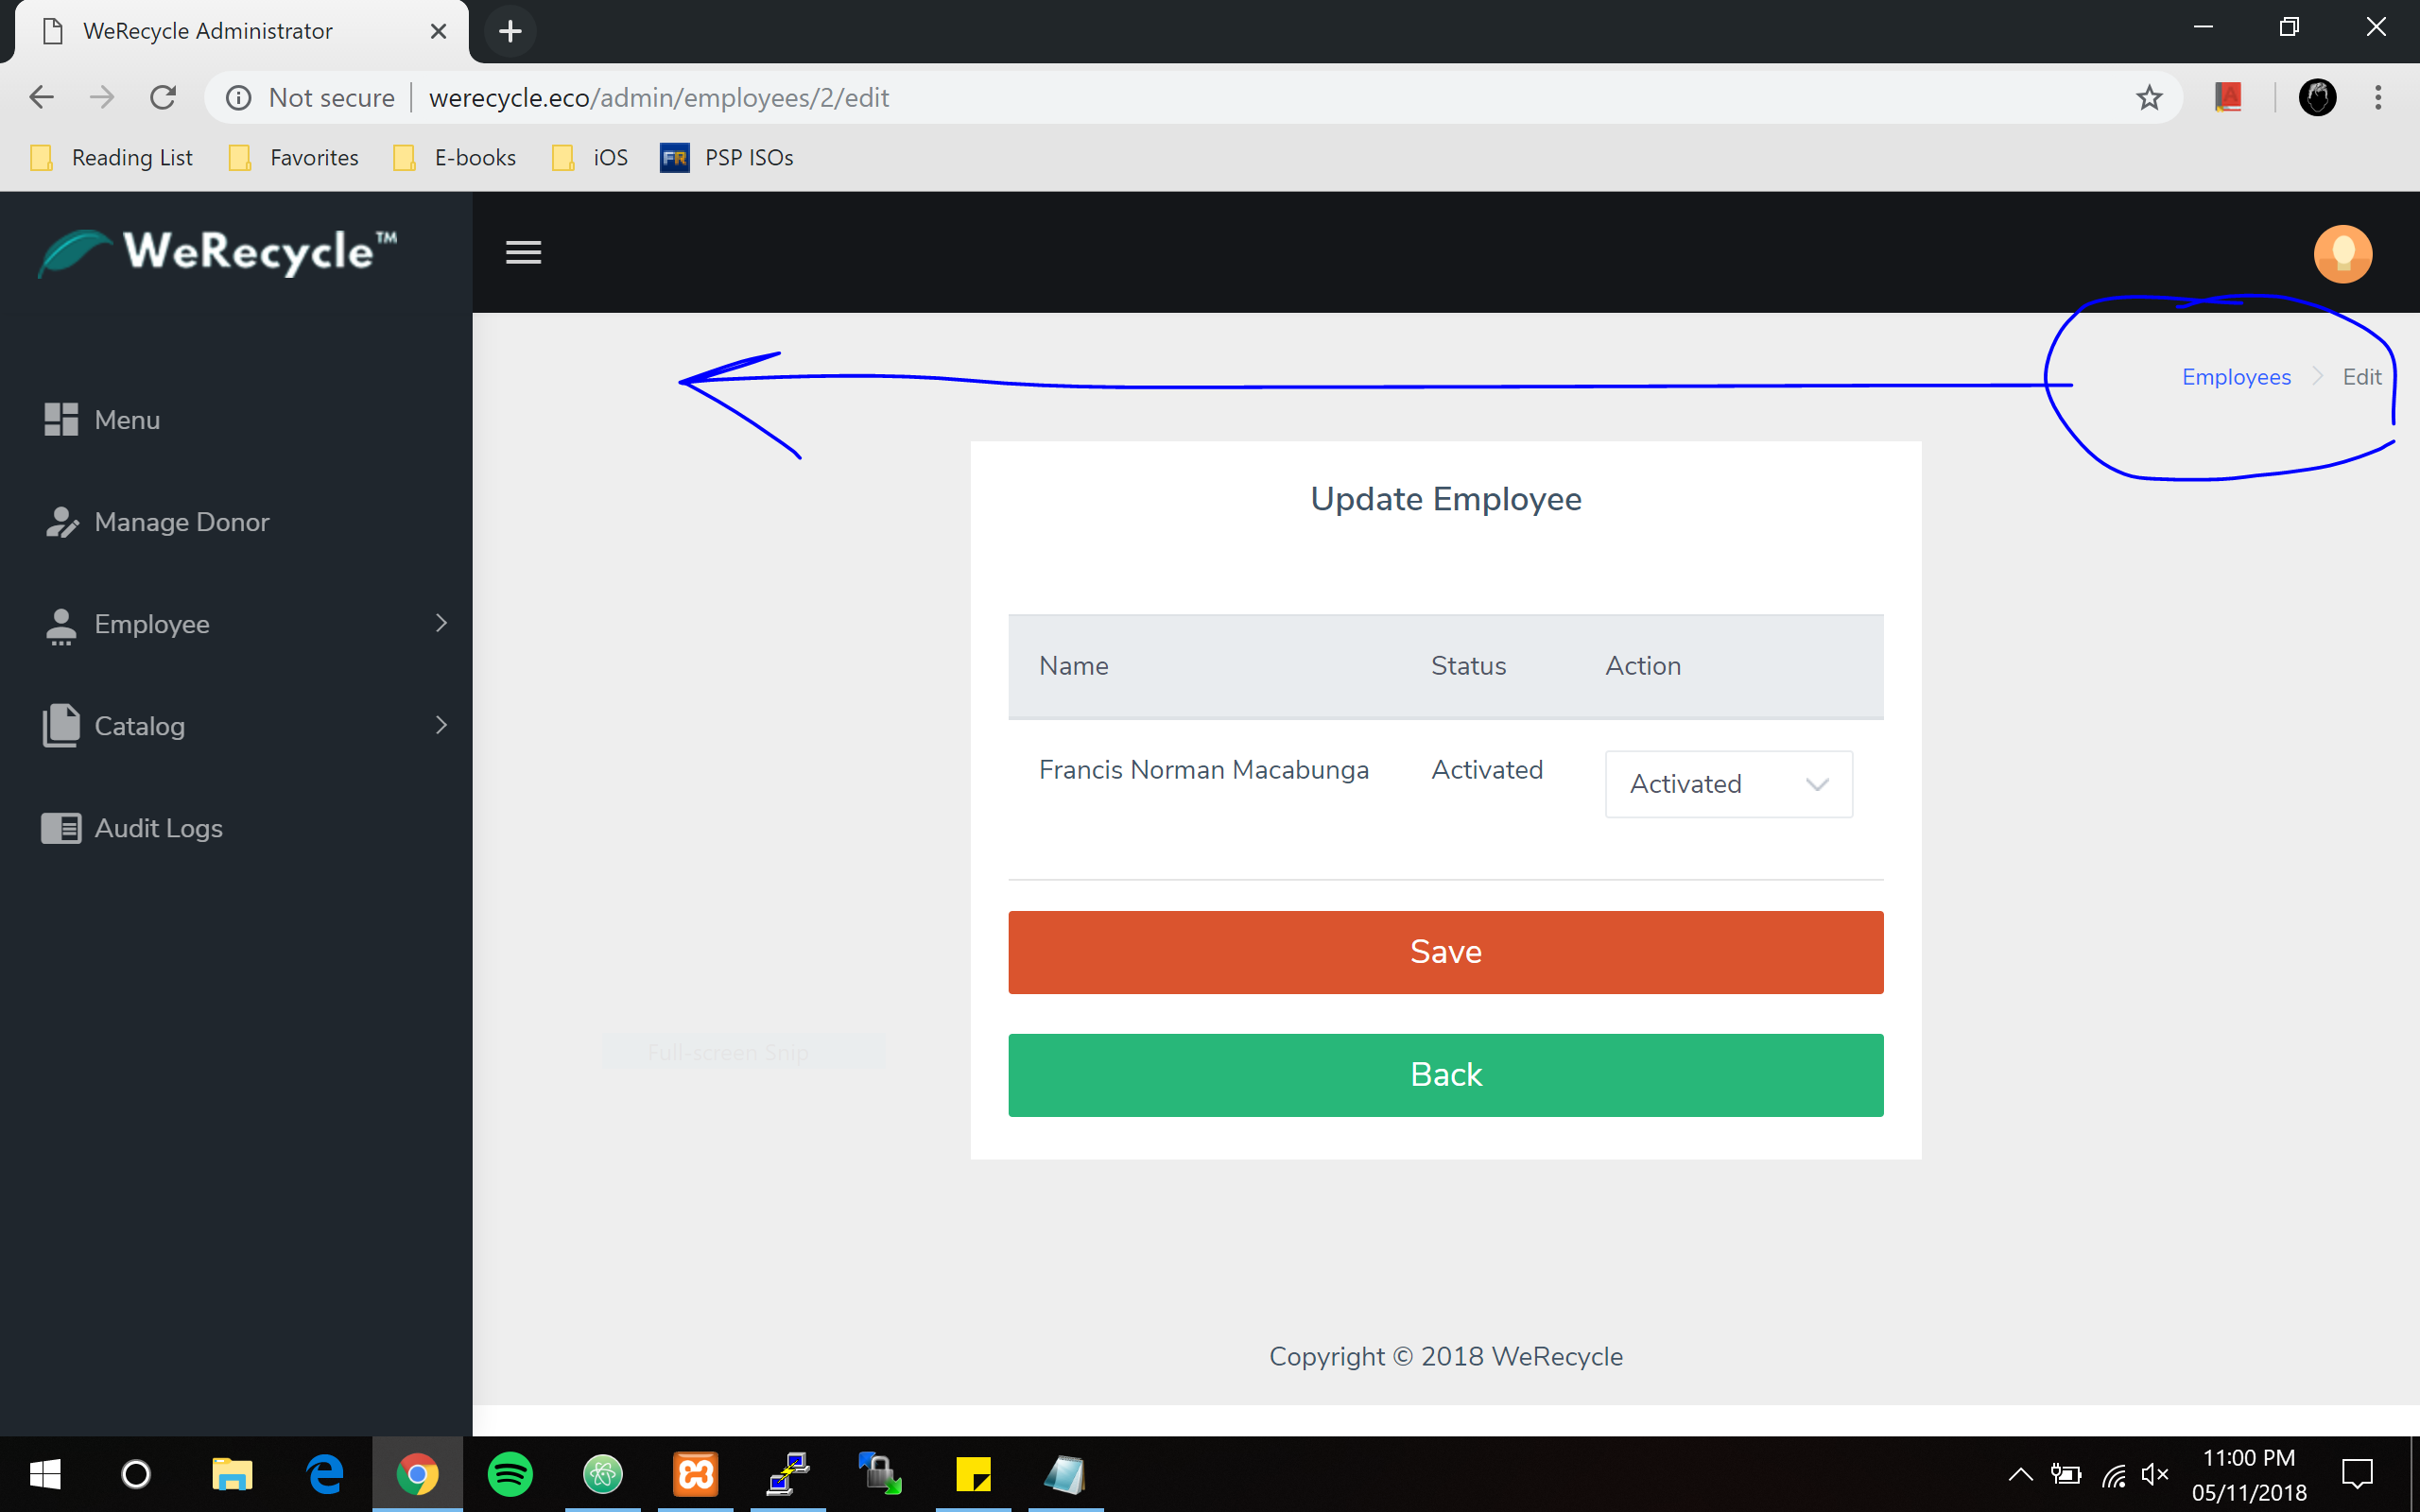 WeRecycle Administrator
Not secure werecycle.eco/admin/employees/2/edit
Reading List Favorites E-books iOS FR PSP ISOs
WeRecycle™
Employees Edit
Menu
Manage Donor
Employee
Catalog
Audit Logs
Update Employee
Name Status Action
Francis Norman Macabunga Activated Activated
Save
Full-screen Snip
Back
Copyright © 2018 WeRecycle
11:00 PM
05/11/2018